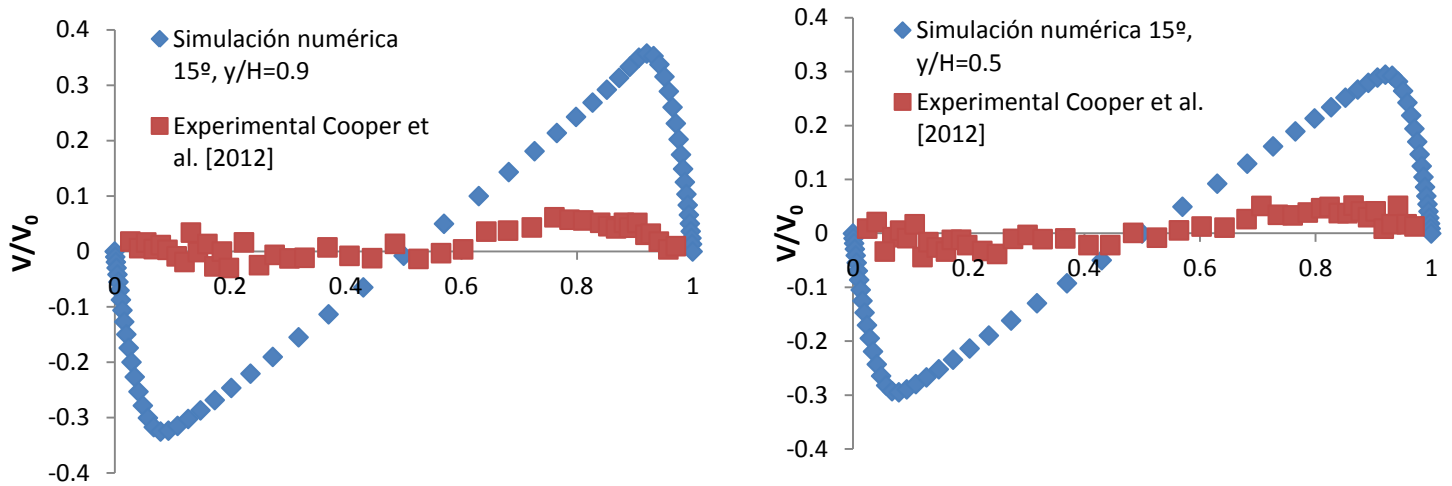 0.4
0.3
0.2
0.1
0
-0.1
-0.2
-0.3
-0.4
V/V0
0 0.2 0.4 0.6 0.8 1
Simulación numérica
15º, y/H=0.9
Experimental Cooper et
al. [2012]
0.4
0.3
0.2
0.1
0
-0.1
-0.2
-0.3
-0.4
V/V0
0 0.2 0.4 0.6 0.8 1
Simulación numérica 15º,
y/H=0.5
Experimental Cooper et al.
[2012]